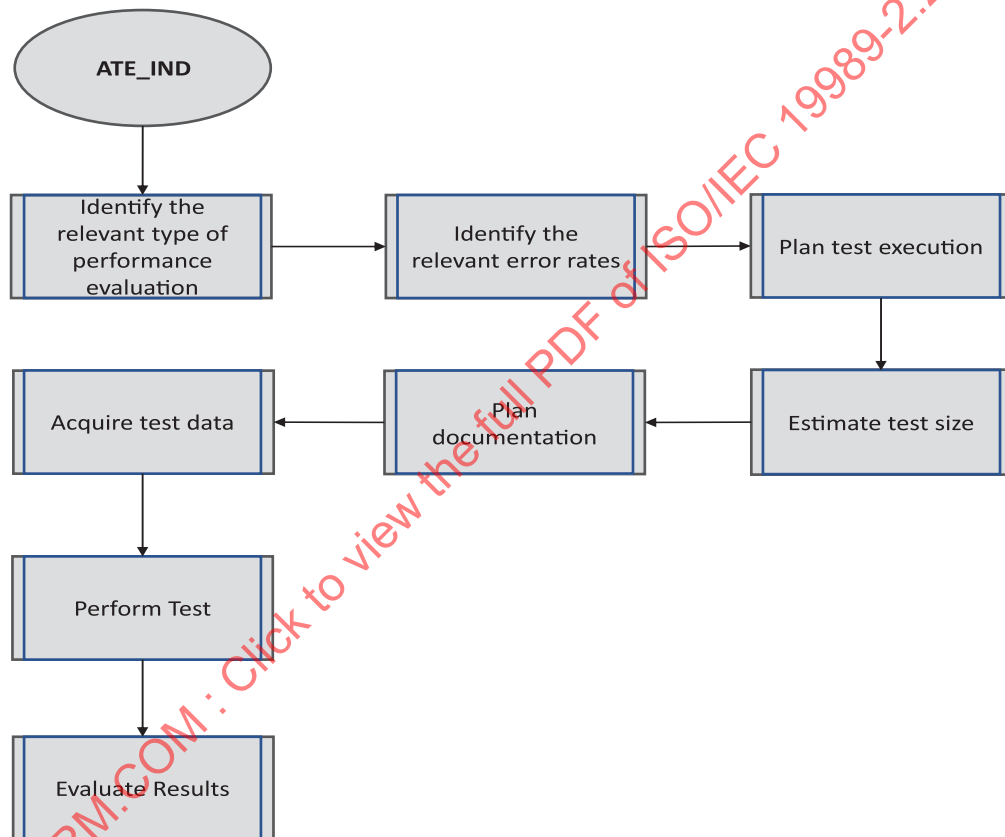 ATE_IND
Identify the
relevant type of
performance
evaluation
Identify the
relevant error rates
Plan test execution
Estimate test size
Plan
documentation
Acquire test data
Perform Test
Evaluate Results
RM.COM : Click to view the full PDF of ISO/IEC 19989-2:2